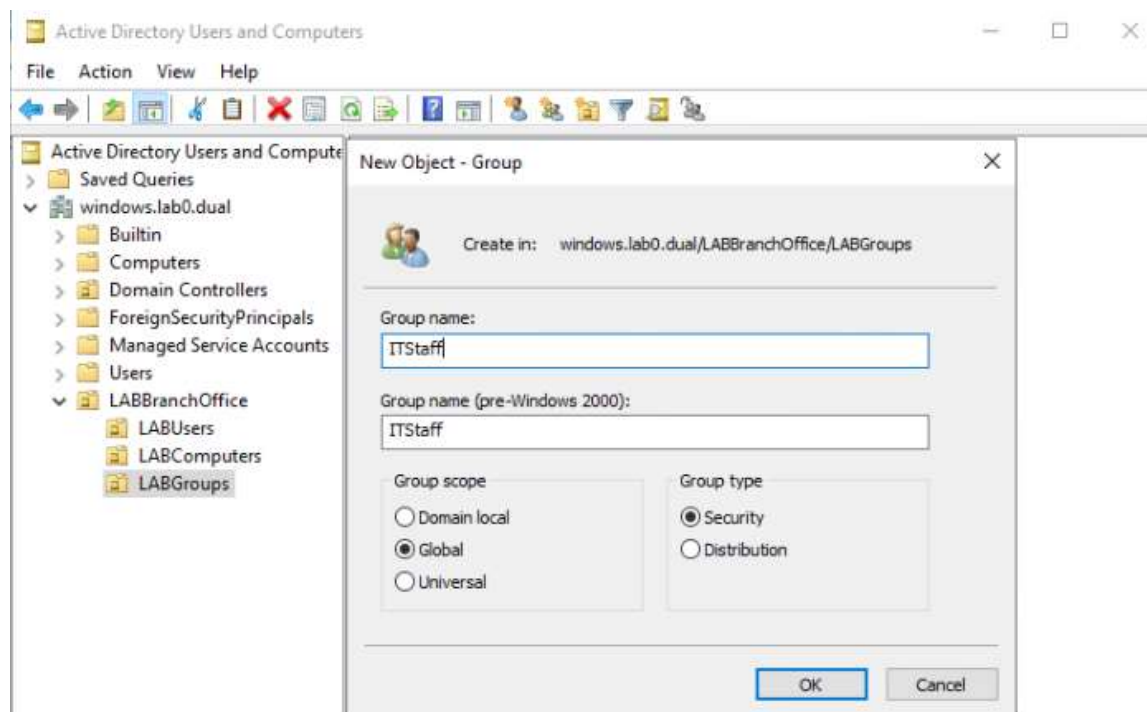 Active Directory Users and Computers
File Action View Help
Active Directory Users and Compute
Saved Queries
windows.lab0.dual
Builtin
Computers
Domain Controllers
ForeignSecurityPrincipals
Managed Service Accounts
Users
LABBranchOffice
LABUsers
LABComputers
LABGroups
New Object - Group
Create in: windows.lab0.dual/LABBranchOffice/LABGroups
Group name:
ITStaff
Group name (pre-Windows 2000):
ITStaff
Group scope
Domain local
Global
Universal
Group type
Security
Distribution
OK Cancel